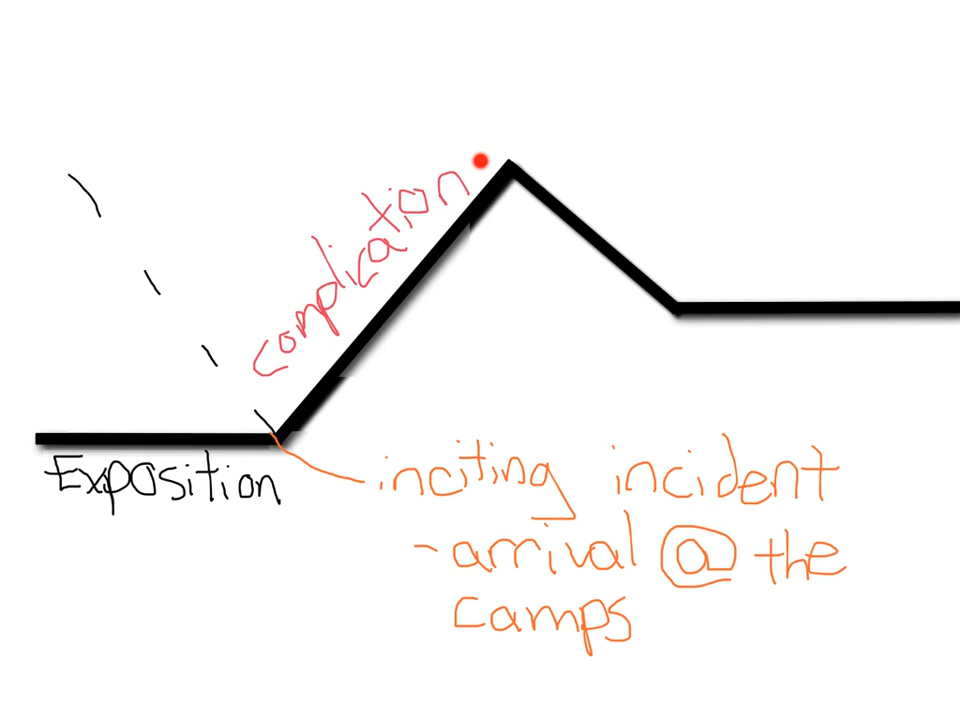 complication
Exposition
inciting incident
- arrival @ the
camps